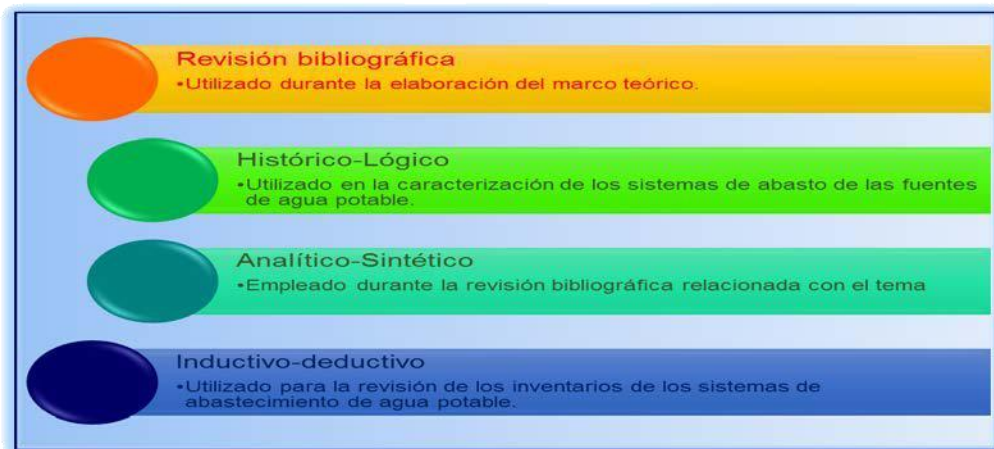 Revisión bibliográfica
•Utilizado durante la elaboración del marco teórico.
Histórico-Lógico
•Utilizado en la caracterización de los sistemas de abasto de las fuentes
de agua potable.
Analítico-Sintético
•Empleado durante la revisión bibliográfica relacionada con el tema
Inductivo-deductivo
•Utilizado para la revisión de los inventarios de los sistemas de
abastecimiento de agua potable.